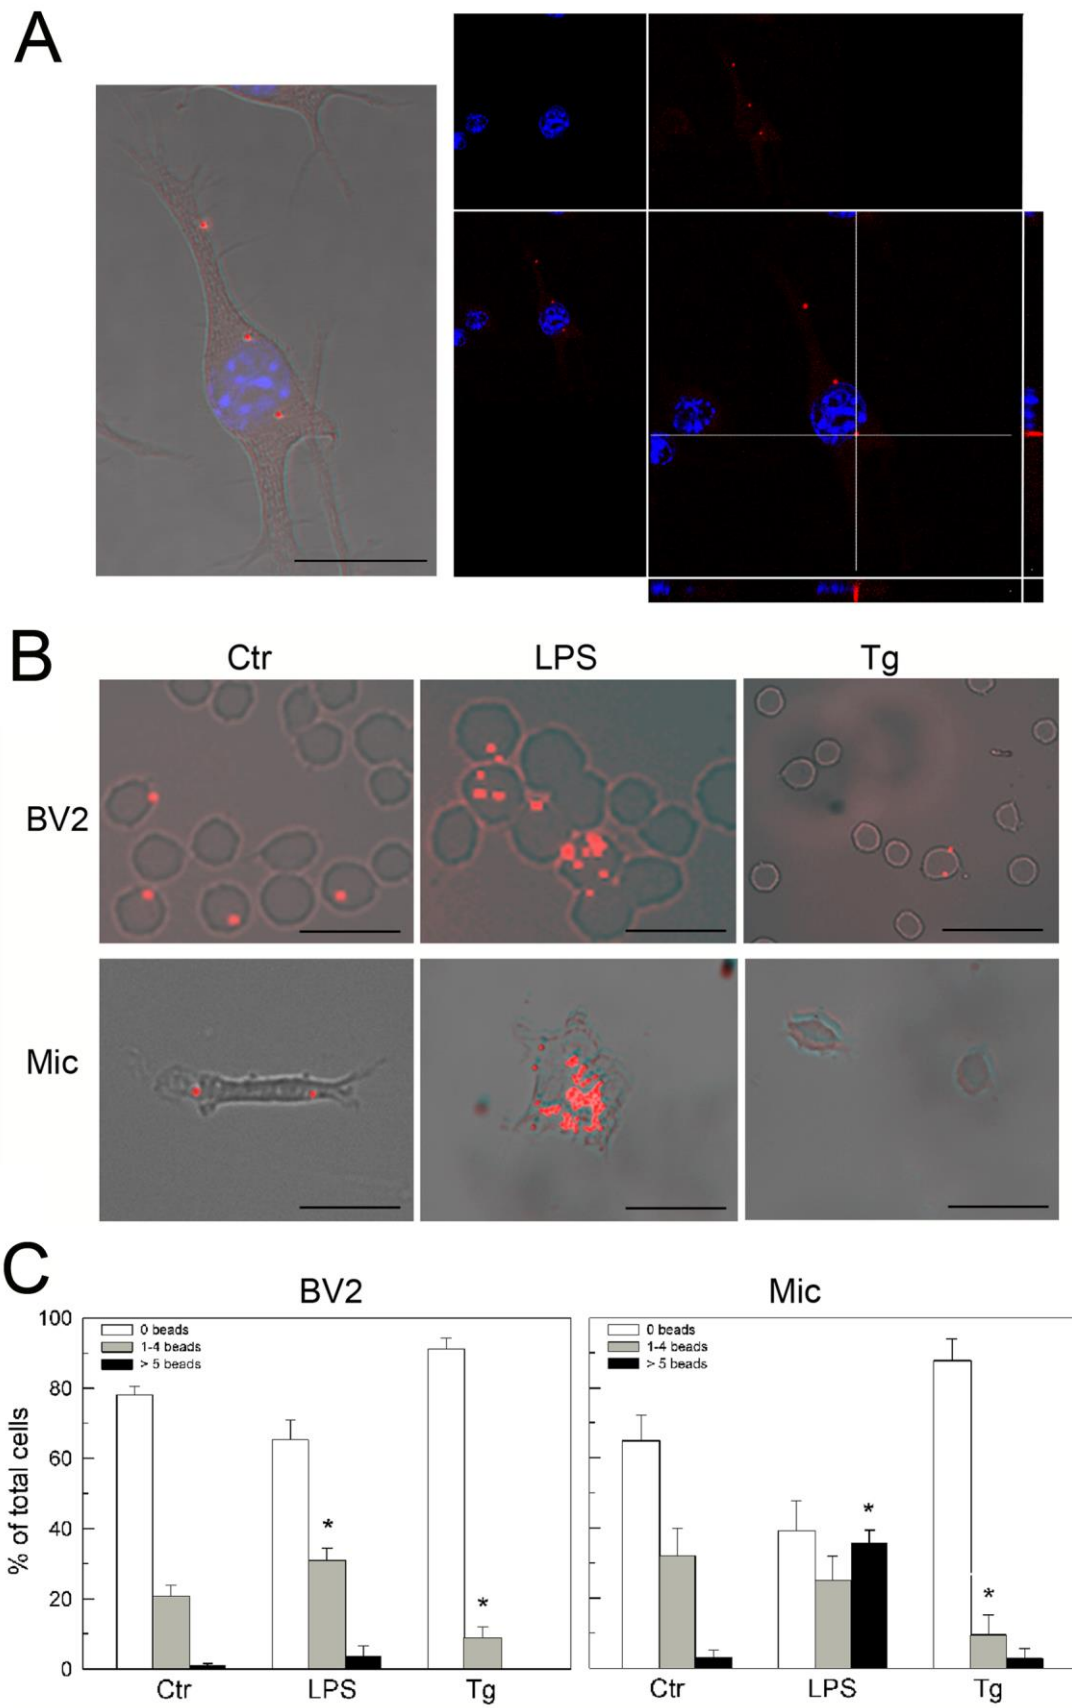 A
B
Ctr
LPS
Tg
BV2
Mic
C
BV2
Mic
% of total cells
100
80
60
40
20
0
0 beads
1-4 beads
> 5 beads
*
*
Ctr
LPS
Tg
0 beads
1-4 beads
> 5 beads
*
*
Ctr
LPS
Tg